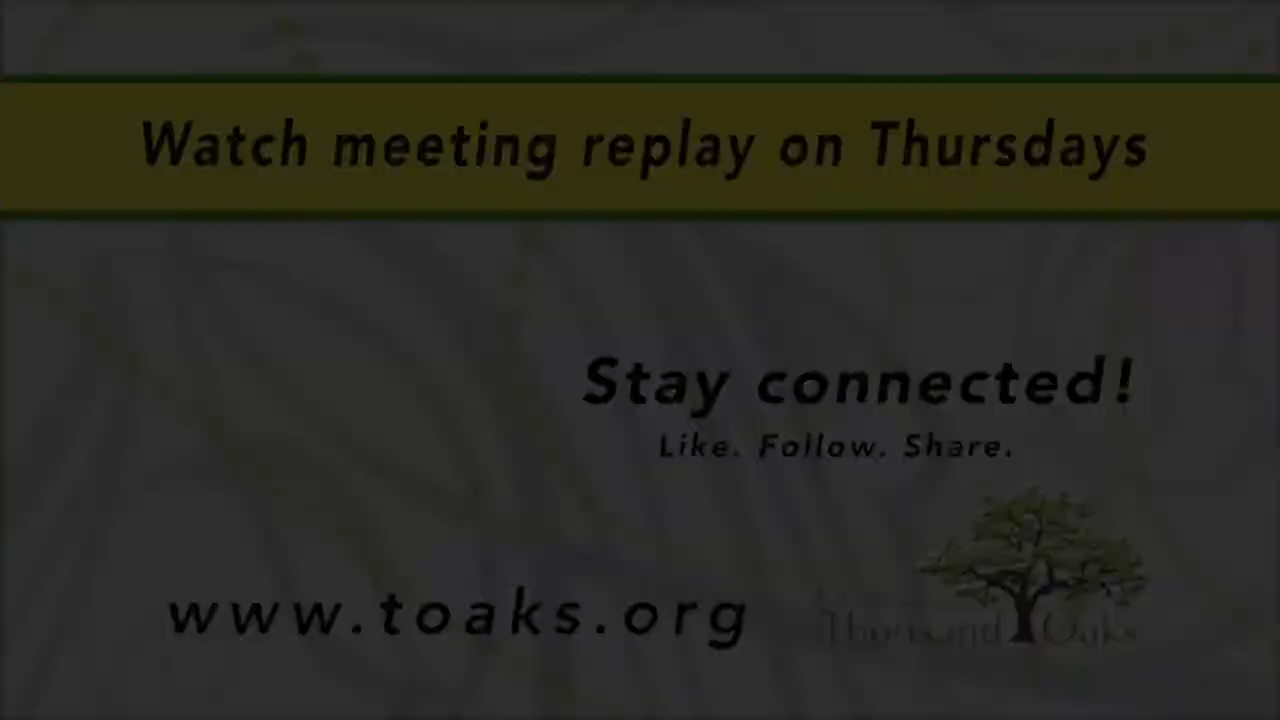 Watch meeting replay on Thursdays
Stay connected!
Like. Follow. Share.
www.toaks.org
Thousand Oaks